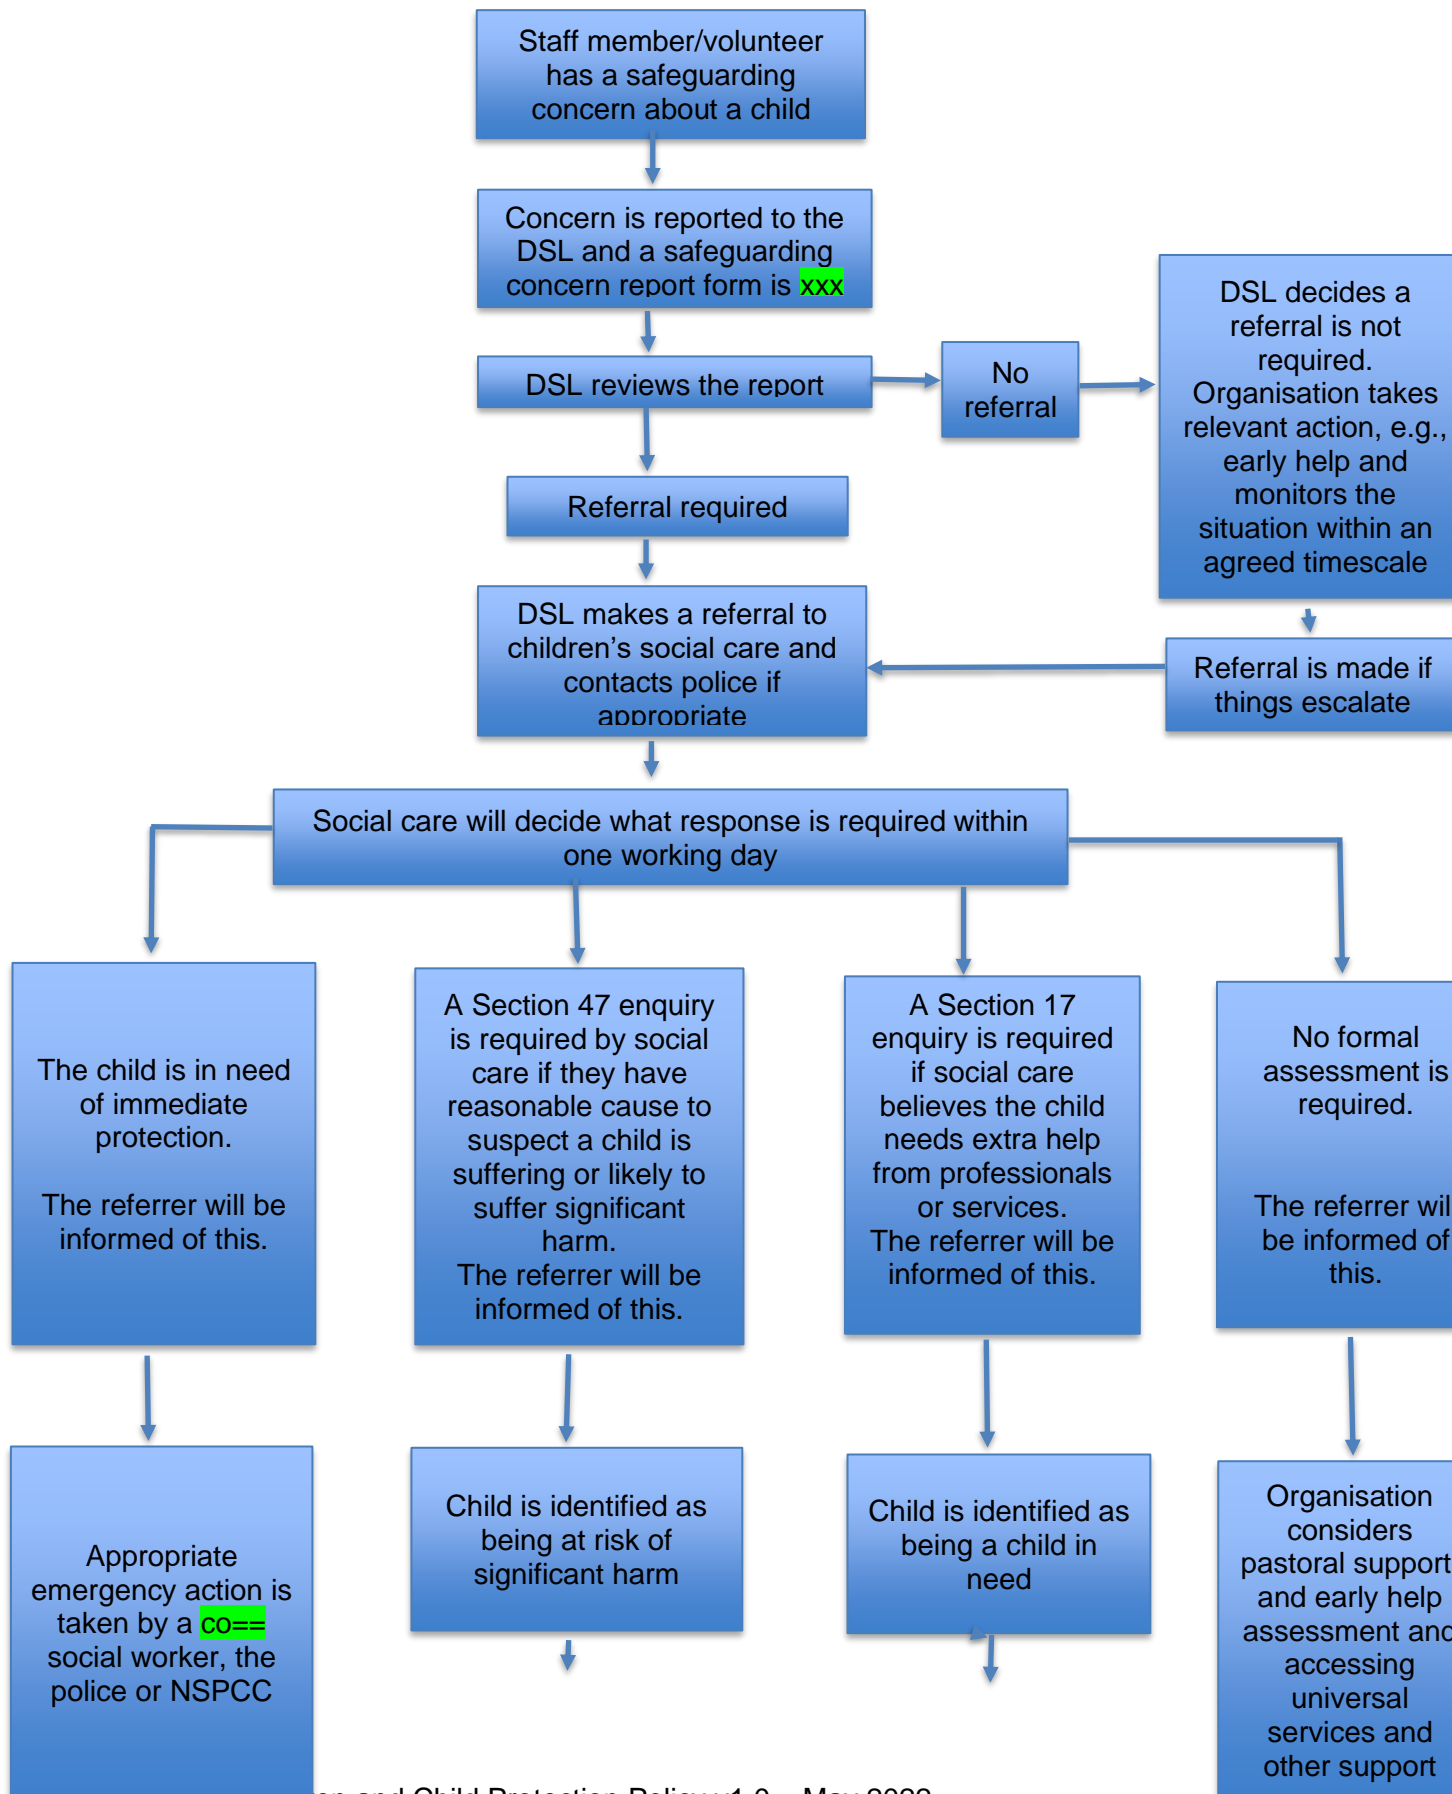 Staff member/volunteer
has a safeguarding
concern about a child
Concern is reported to the
DSL and a safeguarding
concern report form is xxx
DSL reviews the report
No
referral
DSL decides a
referral is not
required.
Organisation takes
relevant action, e.g.,
early help and
monitors the
situation within an
agreed timescale
Referral required
DSL makes a referral to
children’s social care and
contacts police if
appropriate
Referral is made if
things escalate
Social care will decide what response is required within
one working day
The child is in need
of immediate
protection.
The referrer will be
informed of this.
A Section 47 enquiry
is required by social
care if they have
reasonable cause to
suspect a child is
suffering or likely to
suffer significant
harm.
The referrer will be
informed of this.
A Section 17
enquiry is required
if social care
believes the child
needs extra help
from professionals
or services.
The referrer will be
informed of this.
No formal
assessment is
required.
The referrer will
be informed of
this.
Appropriate
emergency action is
taken by a co==
social worker, the
police or NSPCC
Child is identified as
being at risk of
significant harm
Child is identified as
being a child in
need
Organisation
considers
pastoral support
and early help
assessment and
accessing
universal
services and
other support
and Child Protection Policy v1.0 – May 2022